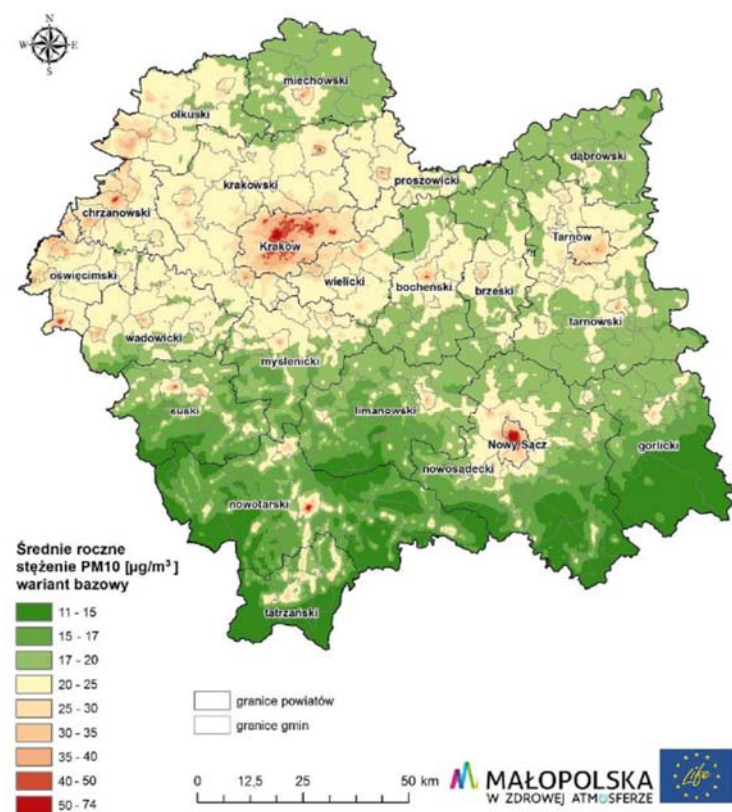 N
W E
S
miechowski
olkuski
dąbrowski
krakowski
proszowicki
chrzanowski
Tarnów
Kraków
oświęcimski
wielicki
bocheński
brzeski
tarnowski
wadowicki
myślenicki
suski
limanowski
Nowy Sącz
gorlicki
nowosądecki
nowotarski
tatrzański
Średnie roczne
stężenie PM10 [µg/m³]
wariant bazowy
11 - 15
15 - 17
17 - 20
20 - 25
25 - 30
30 - 35
35 - 40
40 - 50
50 - 74
granice powiatów
granice gmin
0 12,5 25 50 km
MAŁOPOLSKA
W ZDROWEJ ATMOSFERZE
Life